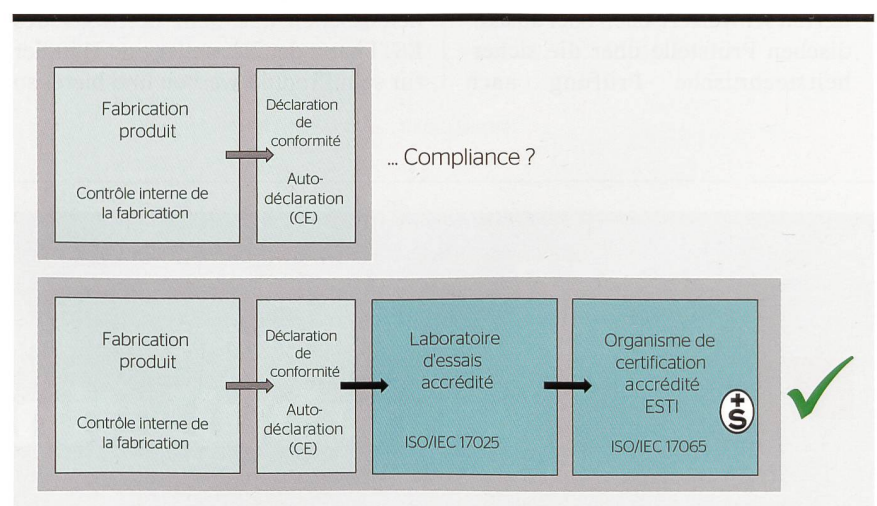 Fabrication
produit
Contrôle interne de
la fabrication
Déclaration
de
conformité
Auto-
déclaration
(CE)
... Compliance ?
Fabrication
produit
Contrôle interne de
la fabrication
Déclaration
de
conformité
Auto-
déclaration
(CE)
Laboratoire
d'essais
accrédité
ISO/IEC 17025
Organisme de
certification
accrédité
ESTI
ISO/IEC 17065
+S